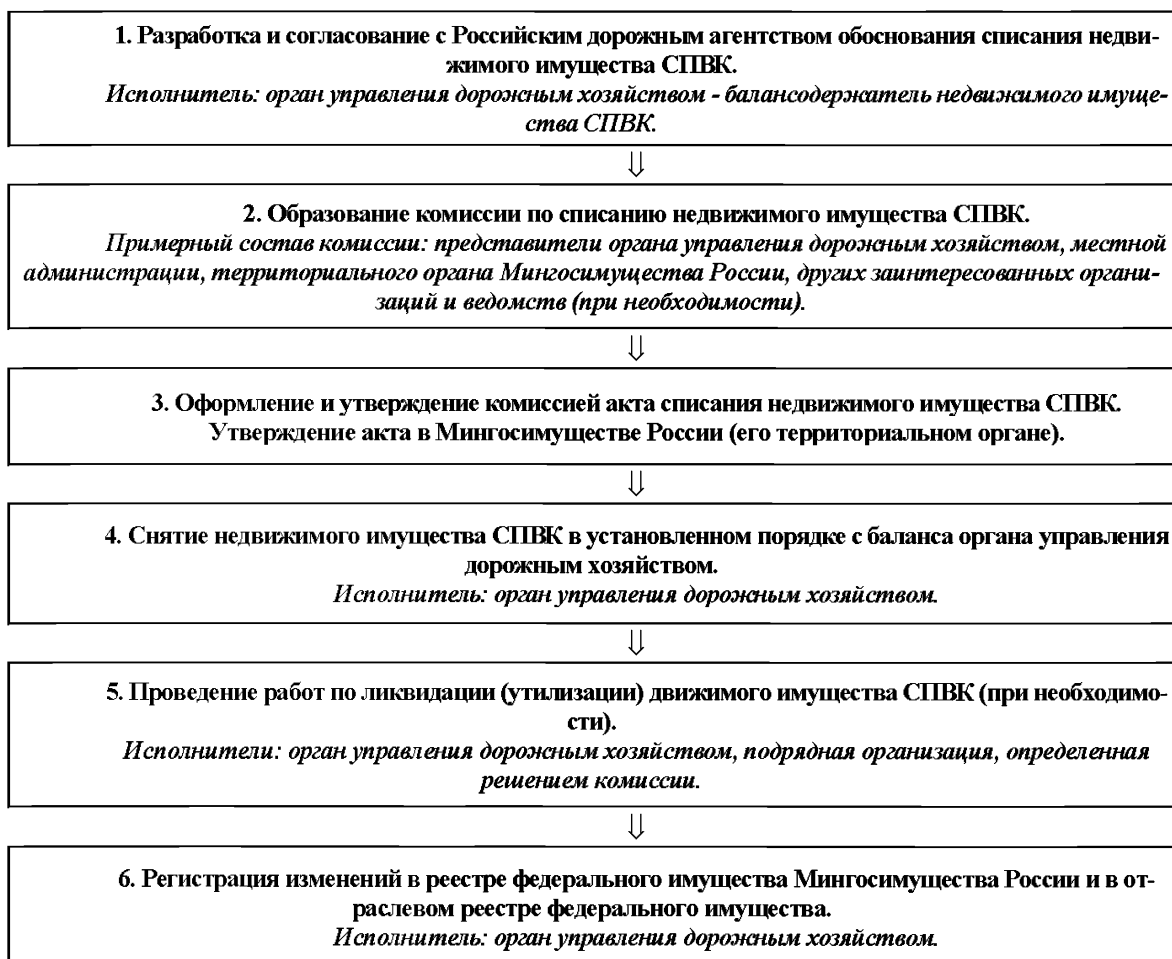 1. Разработка и согласование с Российским дорожным агентством обоснования списания недви-
жимого имущества СПВК.
Исполнитель: орган управления дорожным хозяйством - балансодержатель недвижимого имуще-
ства СПВК.
⇓
2. Образование комиссии по списанию недвижимого имущества СПВК.
Примерный состав комиссии: представители органа управления дорожным хозяйством, местной
администрации, территориального органа Мингосимущества России, других заинтересованных органи-
заций и ведомств (при необходимости).
⇓
3. Оформление и утверждение комиссией акта списания недвижимого имущества СПВК.
Утверждение акта в Мингосимуществе России (его территориальном органе).
⇓
4. Снятие недвижимого имущества СПВК в установленном порядке с баланса органа управления
дорожным хозяйством.
Исполнитель: орган управления дорожным хозяйством.
⇓
5. Проведение работ по ликвидации (утилизации) движимого имущества СПВК (при необходимо-
сти).
Исполнители: орган управления дорожным хозяйством, подрядная организация, определенная
решением комиссии.
⇓
6. Регистрация изменений в реестре федерального имущества Мингосимущества России и в от-
раслевом реестре федерального имущества.
Исполнитель: орган управления дорожным хозяйством.